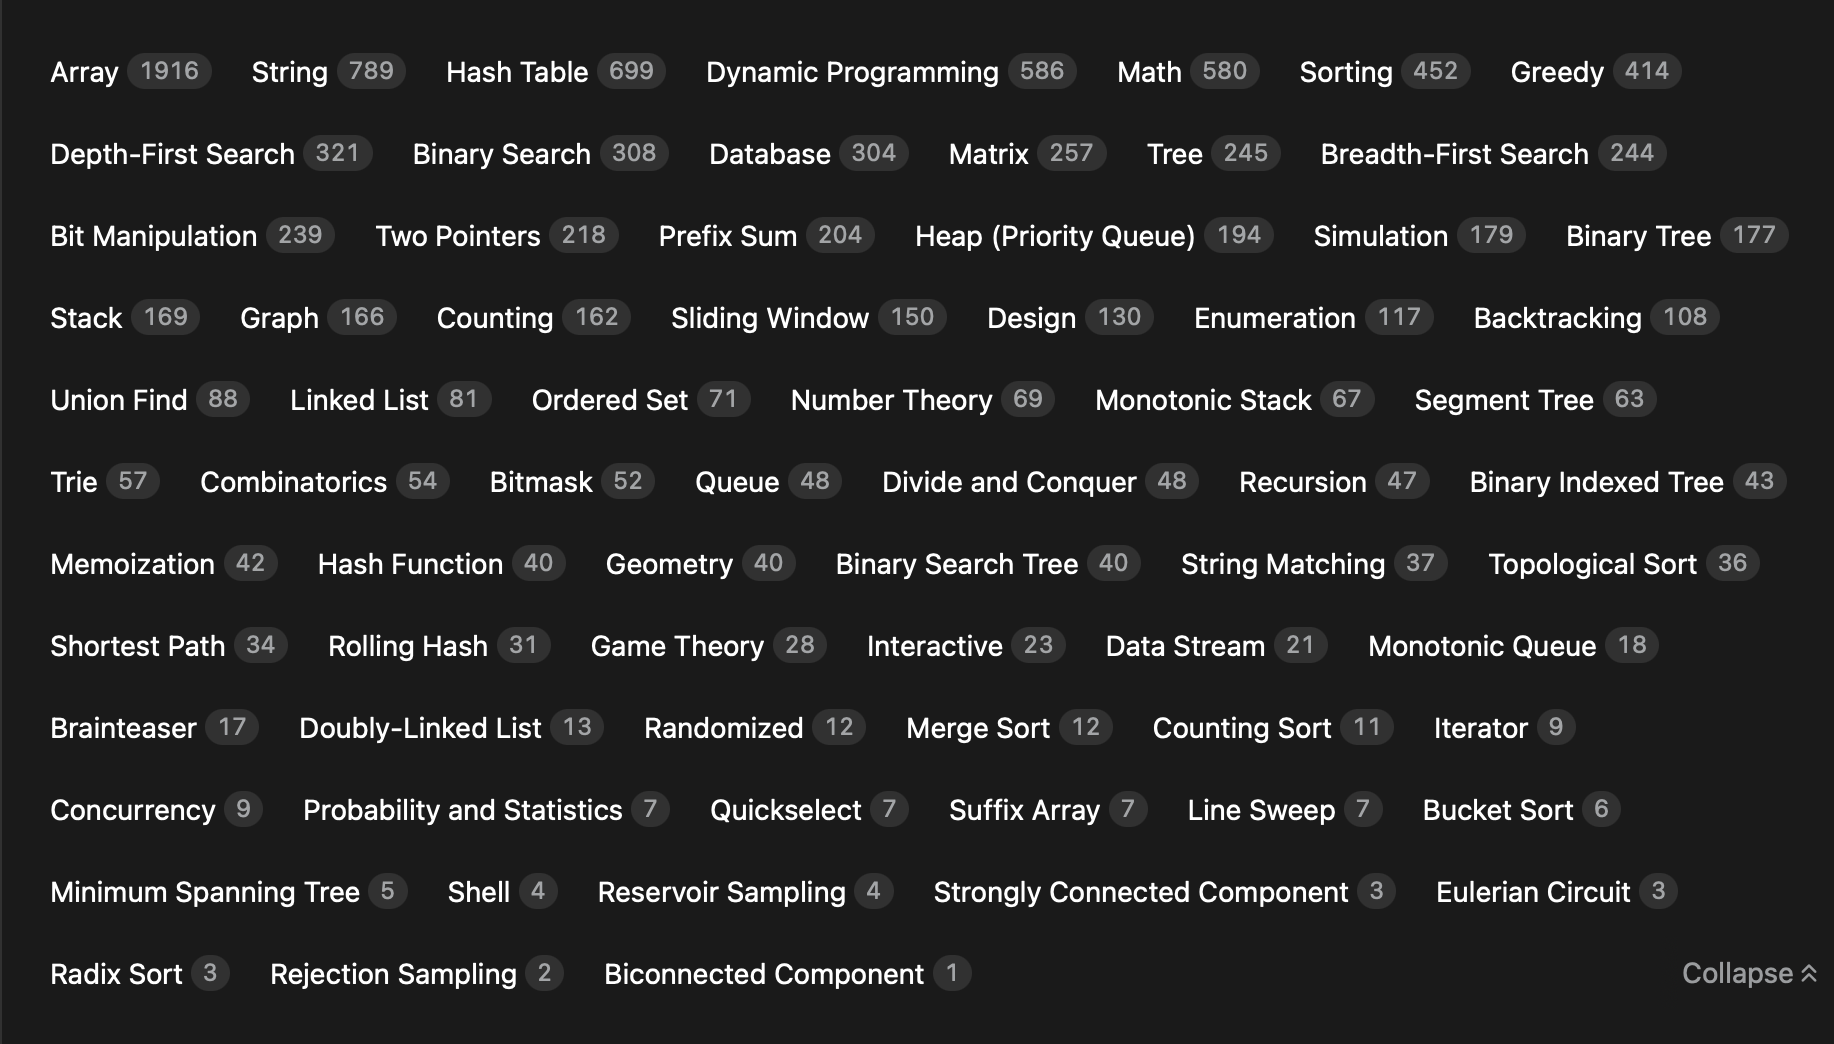 Array 1916 String 789 Hash Table 699 Dynamic Programming 586 Math 580 Sorting 452 Greedy 414
Depth-First Search 321 Binary Search 308 Database 304 Matrix 257 Tree 245 Breadth-First Search 244
Bit Manipulation 239 Two Pointers 218 Prefix Sum 204 Heap (Priority Queue) 194 Simulation 179 Binary Tree 177
Stack 169 Graph 166 Counting 162 Sliding Window 150 Design 130 Enumeration 117 Backtracking 108
Union Find 88 Linked List 81 Ordered Set 71 Number Theory 69 Monotonic Stack 67 Segment Tree 63
Trie 57 Combinatorics 54 Bitmask 52 Queue 48 Divide and Conquer 48 Recursion 47 Binary Indexed Tree 43
Memoization 42 Hash Function 40 Geometry 40 Binary Search Tree 40 String Matching 37 Topological Sort 36
Shortest Path 34 Rolling Hash 31 Game Theory 28 Interactive 23 Data Stream 21 Monotonic Queue 18
Brainteaser 17 Doubly-Linked List 13 Randomized 12 Merge Sort 12 Counting Sort 11 Iterator 9
Concurrency 9 Probability and Statistics 7 Quickselect 7 Suffix Array 7 Line Sweep 7 Bucket Sort 6
Minimum Spanning Tree 5 Shell 4 Reservoir Sampling 4 Strongly Connected Component 3 Eulerian Circuit 3
Radix Sort 3 Rejection Sampling 2 Biconnected Component 1 Collapse